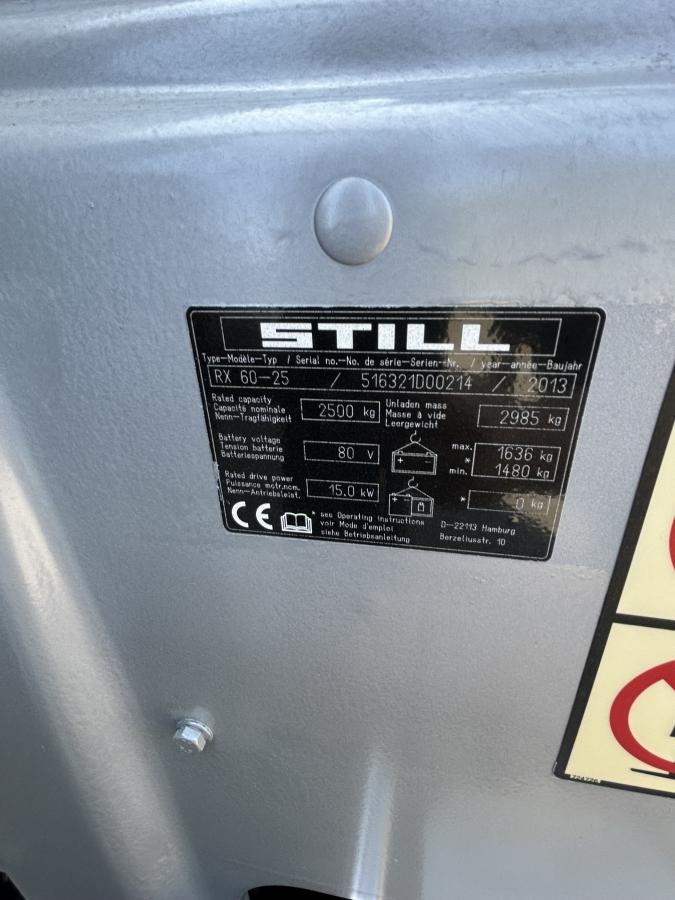 STILL
Type-Modèle-Typ / Serial no.-No. de série-Serien-Nr. / year-année-Baujahr
RX 60-25 / 516321D00214 / 2013
Rated capacity
Capacité nominale
Nenn-Tragfähigkeit
2500 kg
Unladen mass
Masse à vide
Leergewicht
2985 kg
Battery voltage
Tension batterie
Batteriespannung
80 V
max. 1636 kg
*
min. 1480 kg
Rated drive power
Puissance motr.nom.
Nenn-Antriebsleist.
15.0 kW
* 0 kg
CE
* see Operating instructions
voir Mode d'emploi
siehe Betriebsanleitung
D-22113 Hamburg
Berzeliusstr. 10